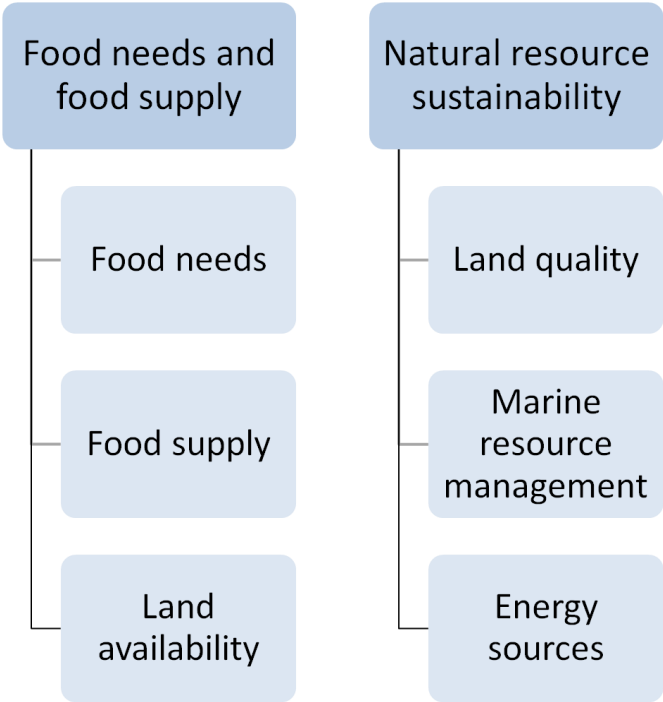 Food needs and
food supply
Food needs
Food supply
Land
availability
Natural resource
sustainability
Land quality
Marine
resource
management
Energy
sources